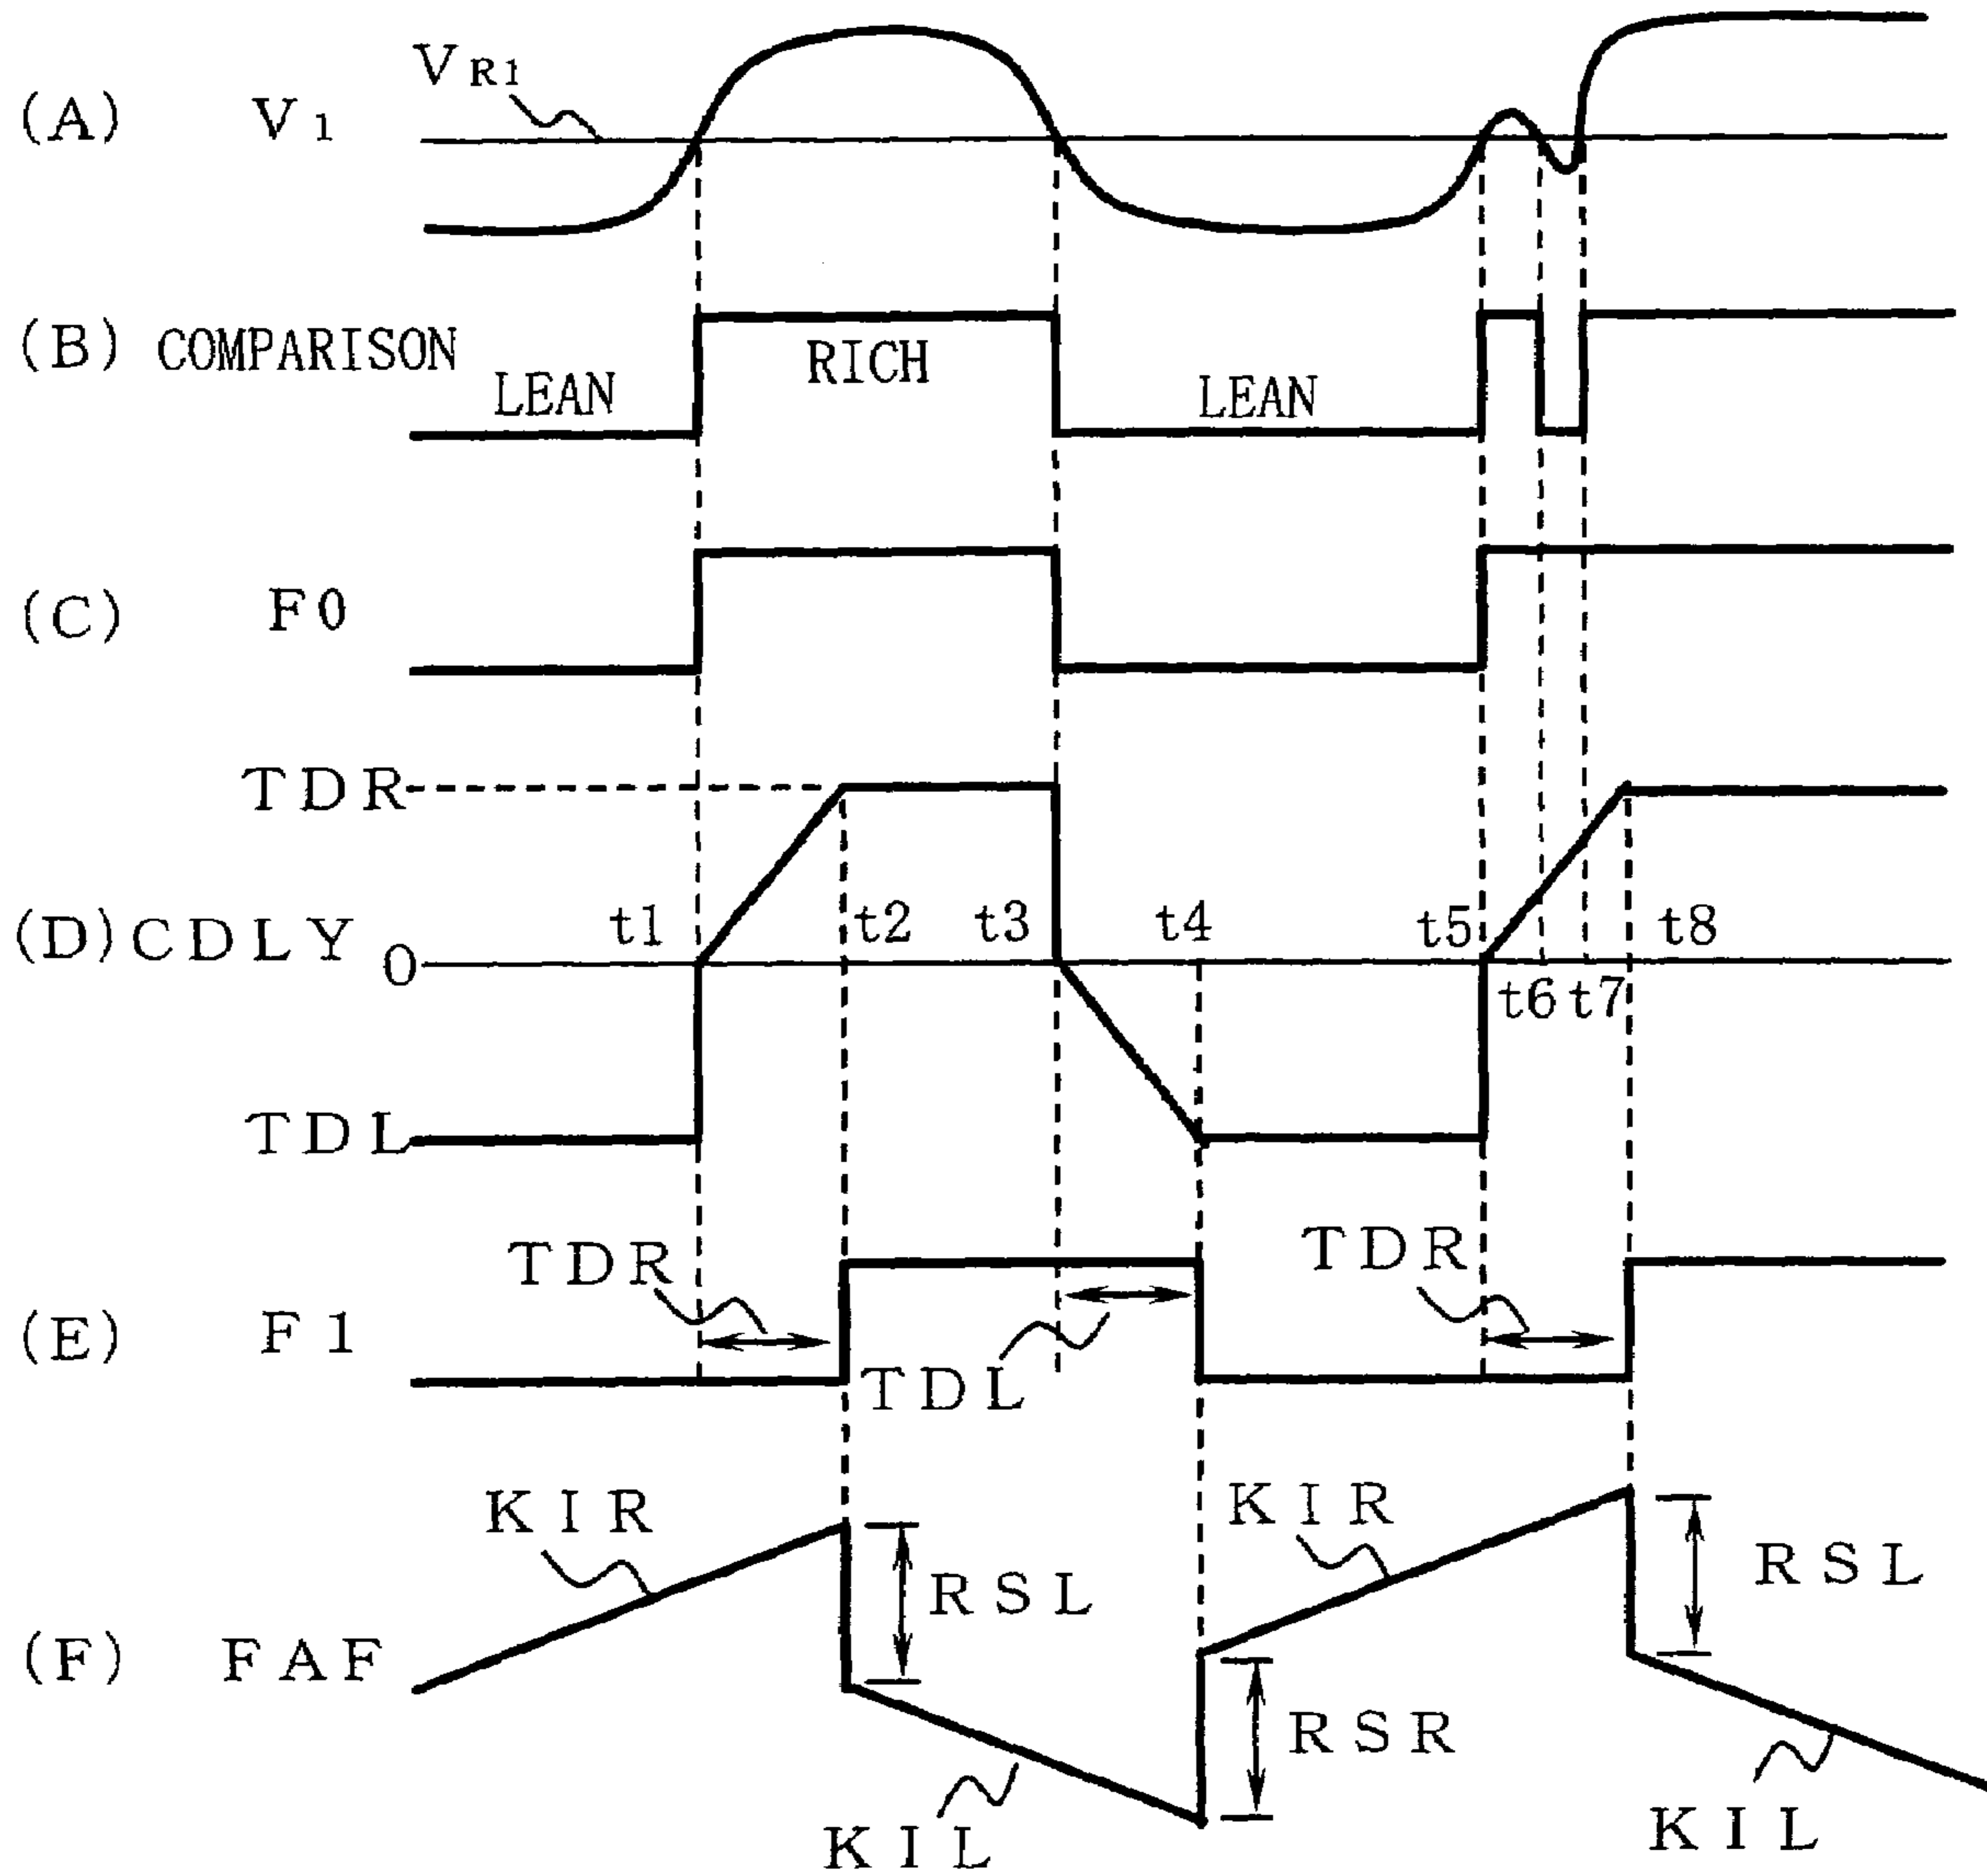 (A) V1
VR1
(B) COMPARISON
LEAN
RICH
LEAN
(C) F0
TDR
(D) CDLY 0
t1
t2
t3
t4
t5
t6
t7
t8
TDL
(E) F1
TDR
TDL
TDR
(F) FAF
KIR
RSL
KIL
KIR
RSR
RSL
KIL